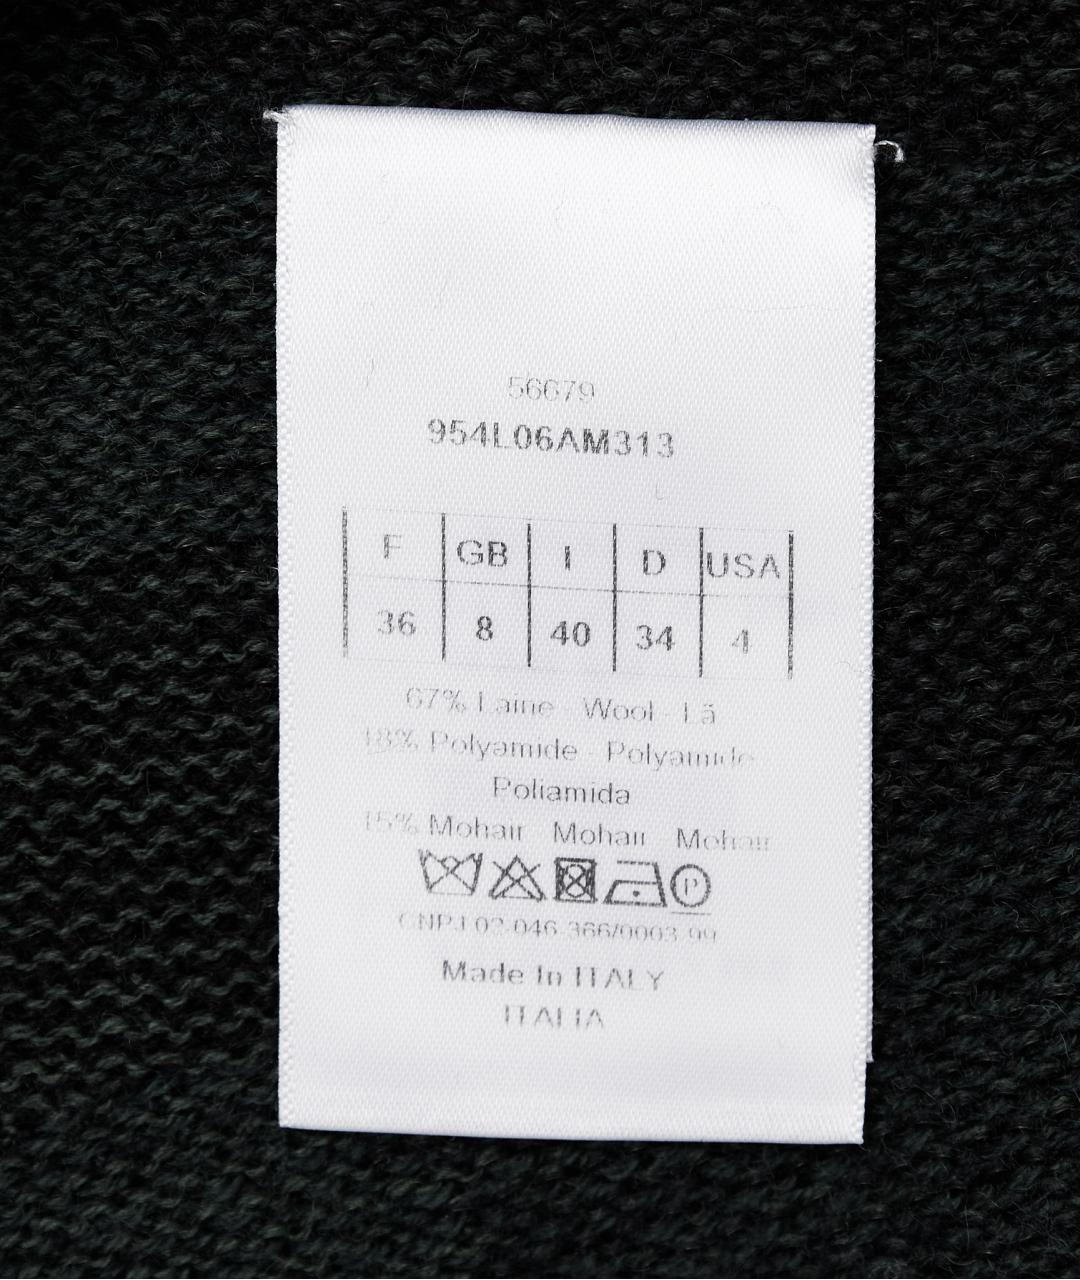 56679
954L06AM313
F GB I D USA
36 8 40 34 4
67% Laine - Wool - Lã
18% Polyamide - Polyamide
Poliamida
15% Mohair - Mohair - Mohair
P
CNPJ 02.046.366/0003-99
Made In ITALY
ITALIA